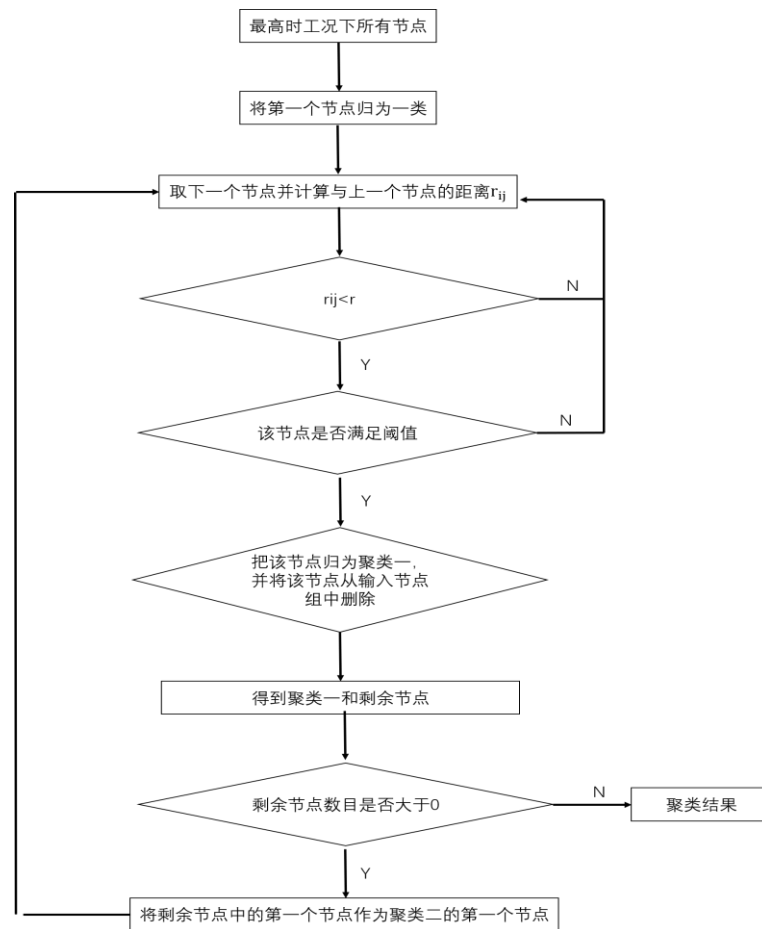 最高时工况下所有节点
将第一个节点归为一类
取下一个节点并计算与上一个节点的距离rij
rij<r
N
Y
该节点是否满足阈值
N
Y
把该节点归为聚类一,
并将该节点从输入节点
组中删除
得到聚类一和剩余节点
剩余节点数目是否大于0
N
聚类结果
Y
将剩余节点中的第一个节点作为聚类二的第一个节点